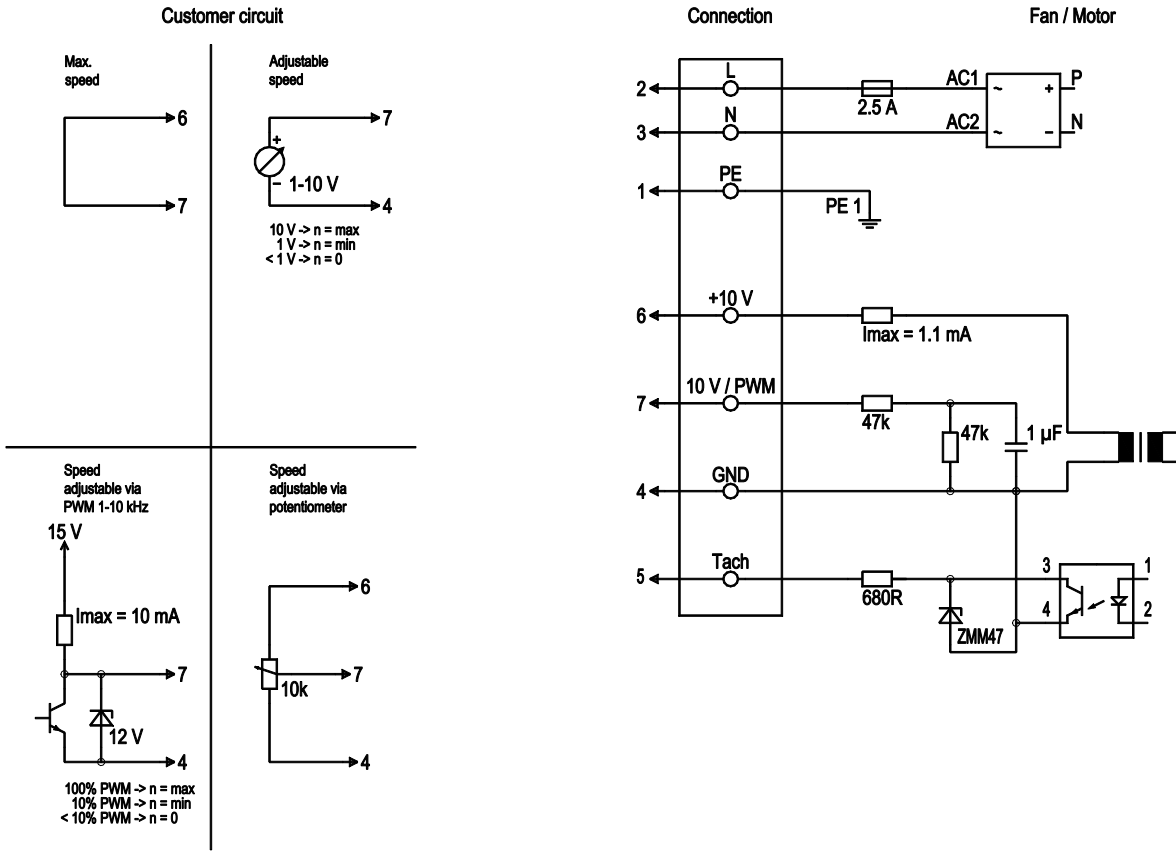 Customer circuit
Max.
speed
6
7
Adjustable
speed
7
+
– 1-10 V
4
10 V -> n = max
1 V -> n = min
< 1 V -> n = 0
Speed
adjustable via
PWM 1-10 kHz
15 V
Imax = 10 mA
7
12 V
4
100% PWM -> n = max
10% PWM -> n = min
< 10% PWM -> n = 0
Speed
adjustable via
potentiometer
6
7
10k
4
Connection
Fan / Motor
2
L
2.5 A
AC1
~
+
P
3
N
AC2
~
–
N
1
PE
PE 1
6
+10 V
Imax = 1.1 mA
7
10 V / PWM
47k
47k
1 µF
4
GND
5
Tach
680R
ZMM47
3
4
1
2